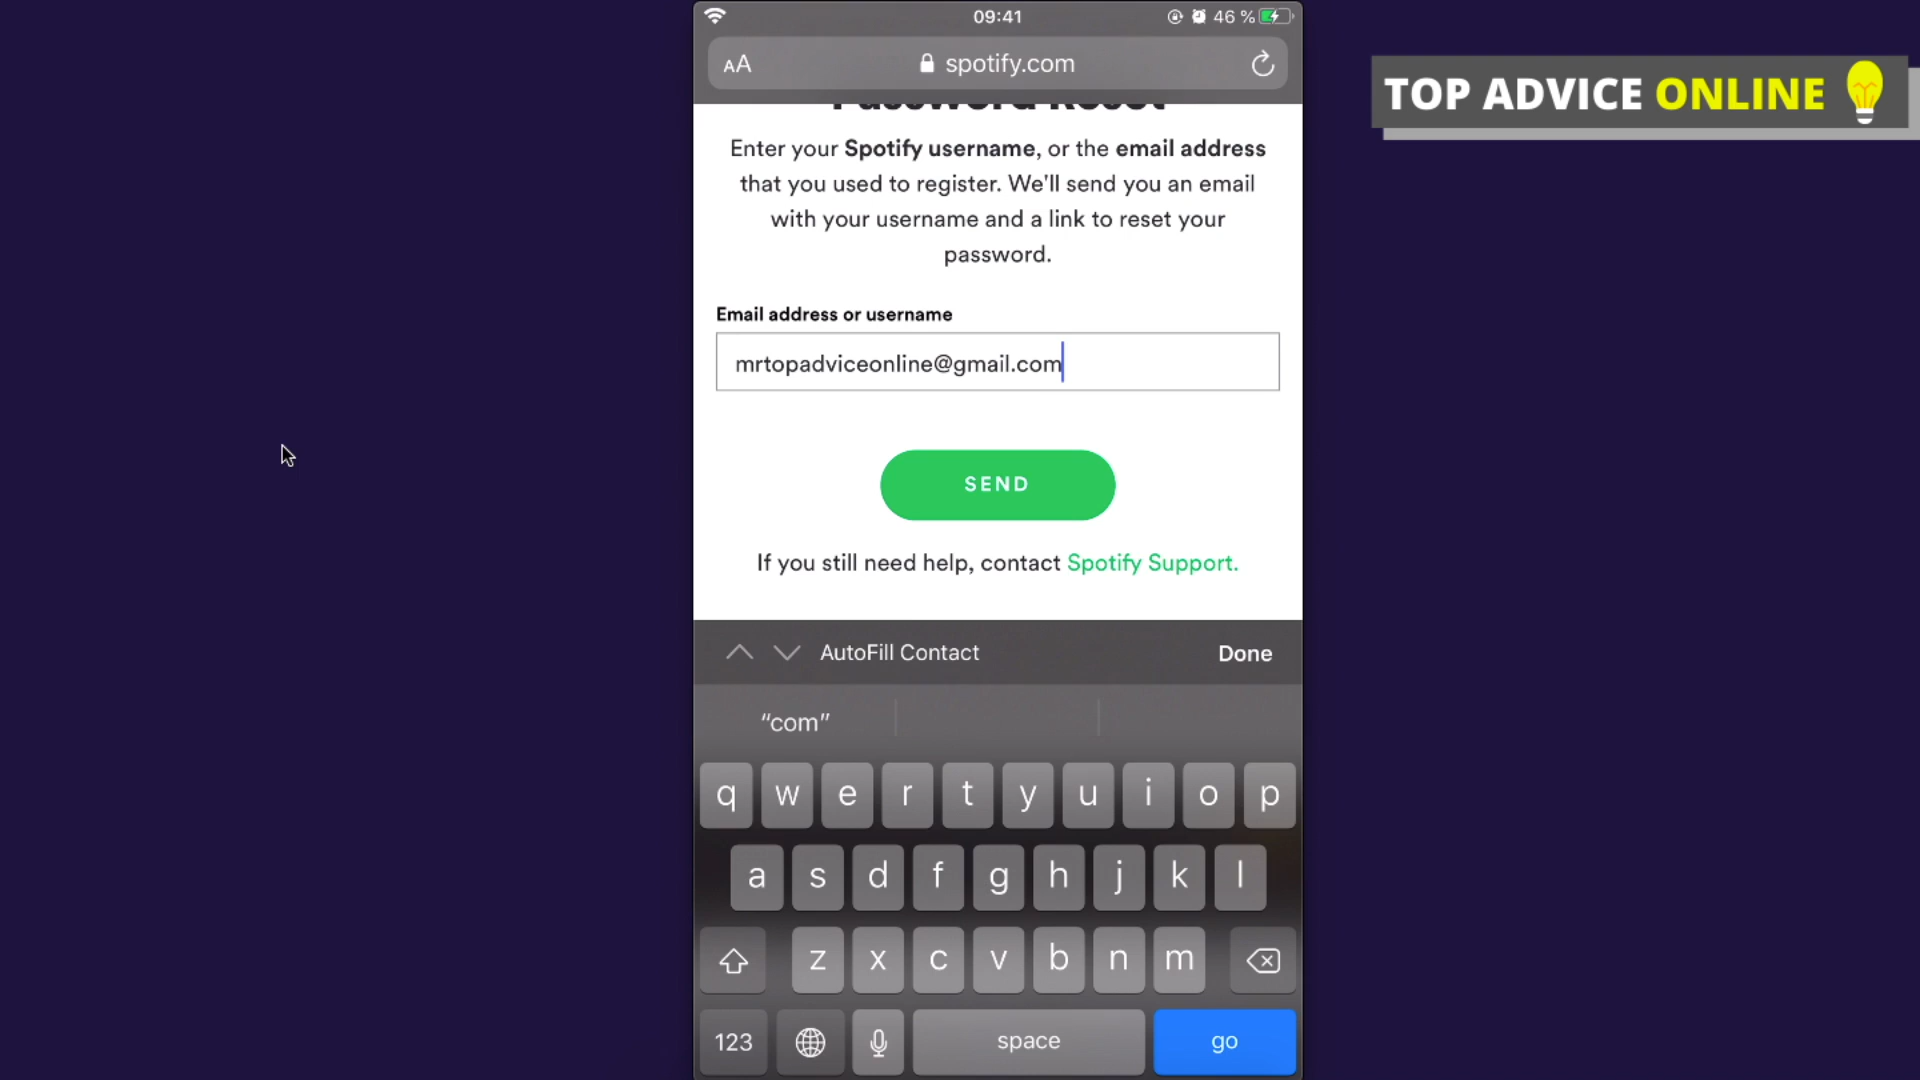 09:41
46 %
AA
spotify.com
TOP ADVICE ONLINE
Password Reset
Enter your Spotify username, or the email address
that you used to register. We'll send you an email
with your username and a link to reset your
password.
Email address or username
mrtopadviceonline@gmail.com
SEND
If you still need help, contact Spotify Support.
AutoFill Contact
Done
“com”
q w e r t y u i o p
a s d f g h j k l
z x c v b n m
123
space
go